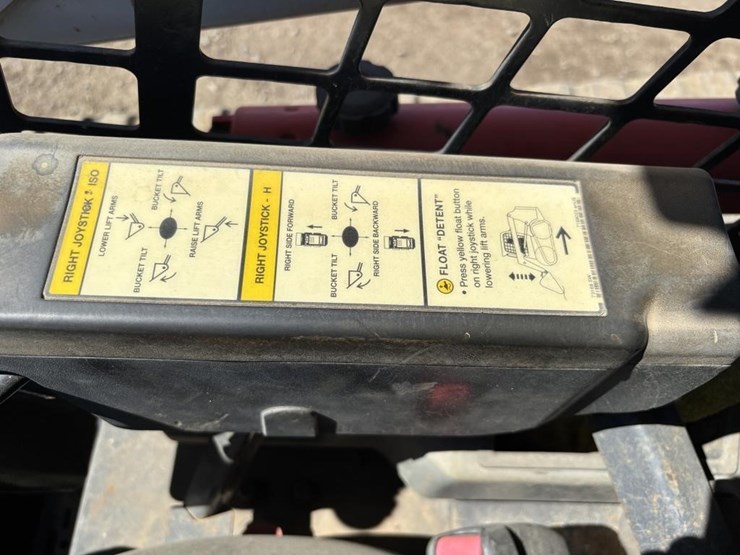 RIGHT JOYSTICK : ISO
LOWER LIFT ARMS
BUCKET TILT
BUCKET TILT
RAISE LIFT ARMS
RIGHT JOYSTICK - H
RIGHT SIDE FORWARD
BUCKET TILT
BUCKET TILT
RIGHT SIDE BACKWARD
FLOAT "DETENT"
• Press yellow float button
on right joystick while
lowering lift arms.